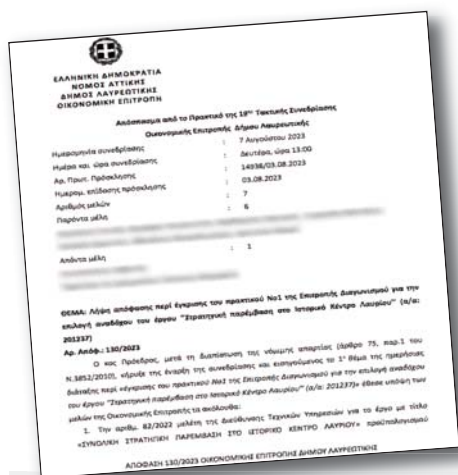 ΕΛΛΗΝΙΚΗ ΔΗΜΟΚΡΑΤΙΑ
ΝΟΜΟΣ ΑΤΤΙΚΗΣ
ΔΗΜΟΣ ΛΑΥΡΕΩΤΙΚΗΣ
ΟΙΚΟΝΟΜΙΚΗ ΕΠΙΤΡΟΠΗ
Απόσπασμα από το Πρακτικό της 18ης Τακτικής Συνεδρίασης
Οικονομικής Επιτροπής Δήμου Λαυρεωτικής
Ημερομηνία συνεδρίασης : 7 Αυγούστου 2023
Ημέρα και ώρα συνεδρίασης : Δευτέρα, ώρα 13:00
Αρ. Πρωτ. Πρόσκλησης : 14936/03.08.2023
Ημερομ. επίδοσης πρόσκλησης : 03.08.2023
Αριθμός μελών : 7
Παρόντα μέλη : 6
Απόντα μέλη : 1
ΘΕΜΑ: Λήψη απόφασης περί έγκρισης του πρακτικού Νο1 της Επιτροπής Διαγωνισμού για την
επιλογή αναδόχου του έργου "Στρατηγική παρέμβαση στο Ιστορικό Κέντρο Λαυρίου" (α/α:
201237)
Αρ. Απόφ.: 130/2023
Ο κος Πρόεδρος, μετά τη διαπίστωση της νόμιμης απαρτίας (άρθρο 75, παρ.1 του
Ν.3852/2010), κήρυξε την έναρξη της συνεδρίασης και εισηγούμενος το 1° θέμα της ημερήσιας
διάταξης περί έγκρισης του πρακτικού Νο1 της Επιτροπής Διαγωνισμού για την επιλογή αναδόχου
του έργου "Στρατηγική παρέμβαση στο Ιστορικό Κέντρο Λαυρίου" (α/α: 201237)» έθεσε υπόψη των
μελών της Οικονομικής Επιτροπής τα ακόλουθα:
1. Την αριθμ. 82/2022 μελέτη της Διεύθυνσης Τεχνικών Υπηρεσιών για το έργο με τίτλο
«ΣΥΝΟΛΙΚΗ ΣΤΡΑΤΗΓΙΚΗ ΠΑΡΕΜΒΑΣΗ ΣΤΟ ΙΣΤΟΡΙΚΟ ΚΕΝΤΡΟ ΛΑΥΡΙΟΥ» προϋπολογισμού
ΑΠΟΦΑΣΗ 130/2023 ΟΙΚΟΝΟΜΙΚΗΣ ΕΠΙΤΡΟΠΗΣ ΔΗΜΟΥ ΛΑΥΡΕΩΤΙΚΗΣ